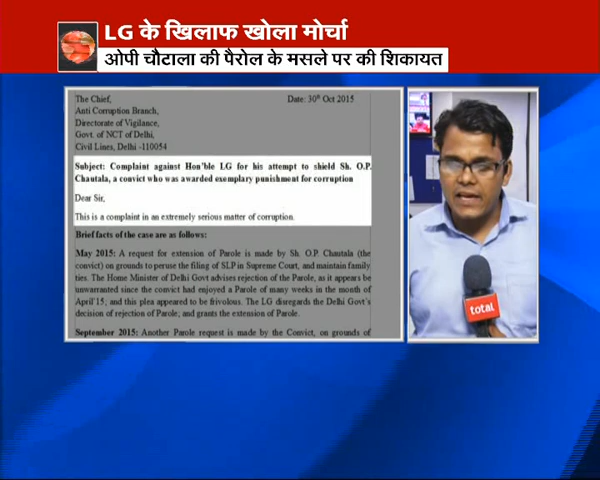 LG के खिलाफ खोला मोर्चा
ओपी चौटाला की पैरोल के मसले पर की शिकायत
The Chief,
Date: 30th Oct 2015
Anti Corruption Branch,
Directorate of Vigilance,
Govt. of NCT of Delhi,
Civil Lines, Delhi -110054
Subject: Complaint against Hon'ble LG for his attempt to shield Sh. O.P.
Chautala, a convict who was awarded exemplary punishment for corruption
Dear Sir,
This is a complaint in an extremely serious matter of corruption.
Brief facts of the case are as follows:
May 2015: A request for extension of Parole is made by Sh. O.P. Chautala (the
convict) on grounds to peruse the filing of SLP in Supreme Court, and maintain family
ties. The Home Minister of Delhi Govt advises rejection of the Parole, as it appears be
unwarranted since the convict had enjoyed a Parole of many weeks in the month of
April'15; and this plea appeared to be frivolous. The LG disregards the Delhi Govt's
decision of rejection of Parole; and grants the extension of Parole.
September 2015: Another Parole request is made by the Convict, on grounds of
total